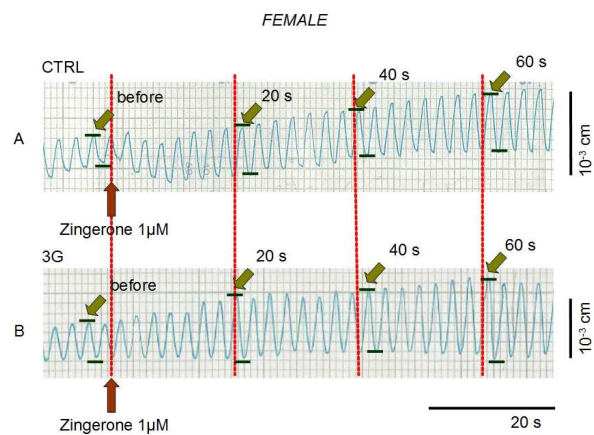 FEMALE
CTRL
before
20 s
40 s
60 s
A
10⁻³ cm
Zingerone 1µM
3G
before
20 s
40 s
60 s
B
10⁻³ cm
Zingerone 1µM
20 s